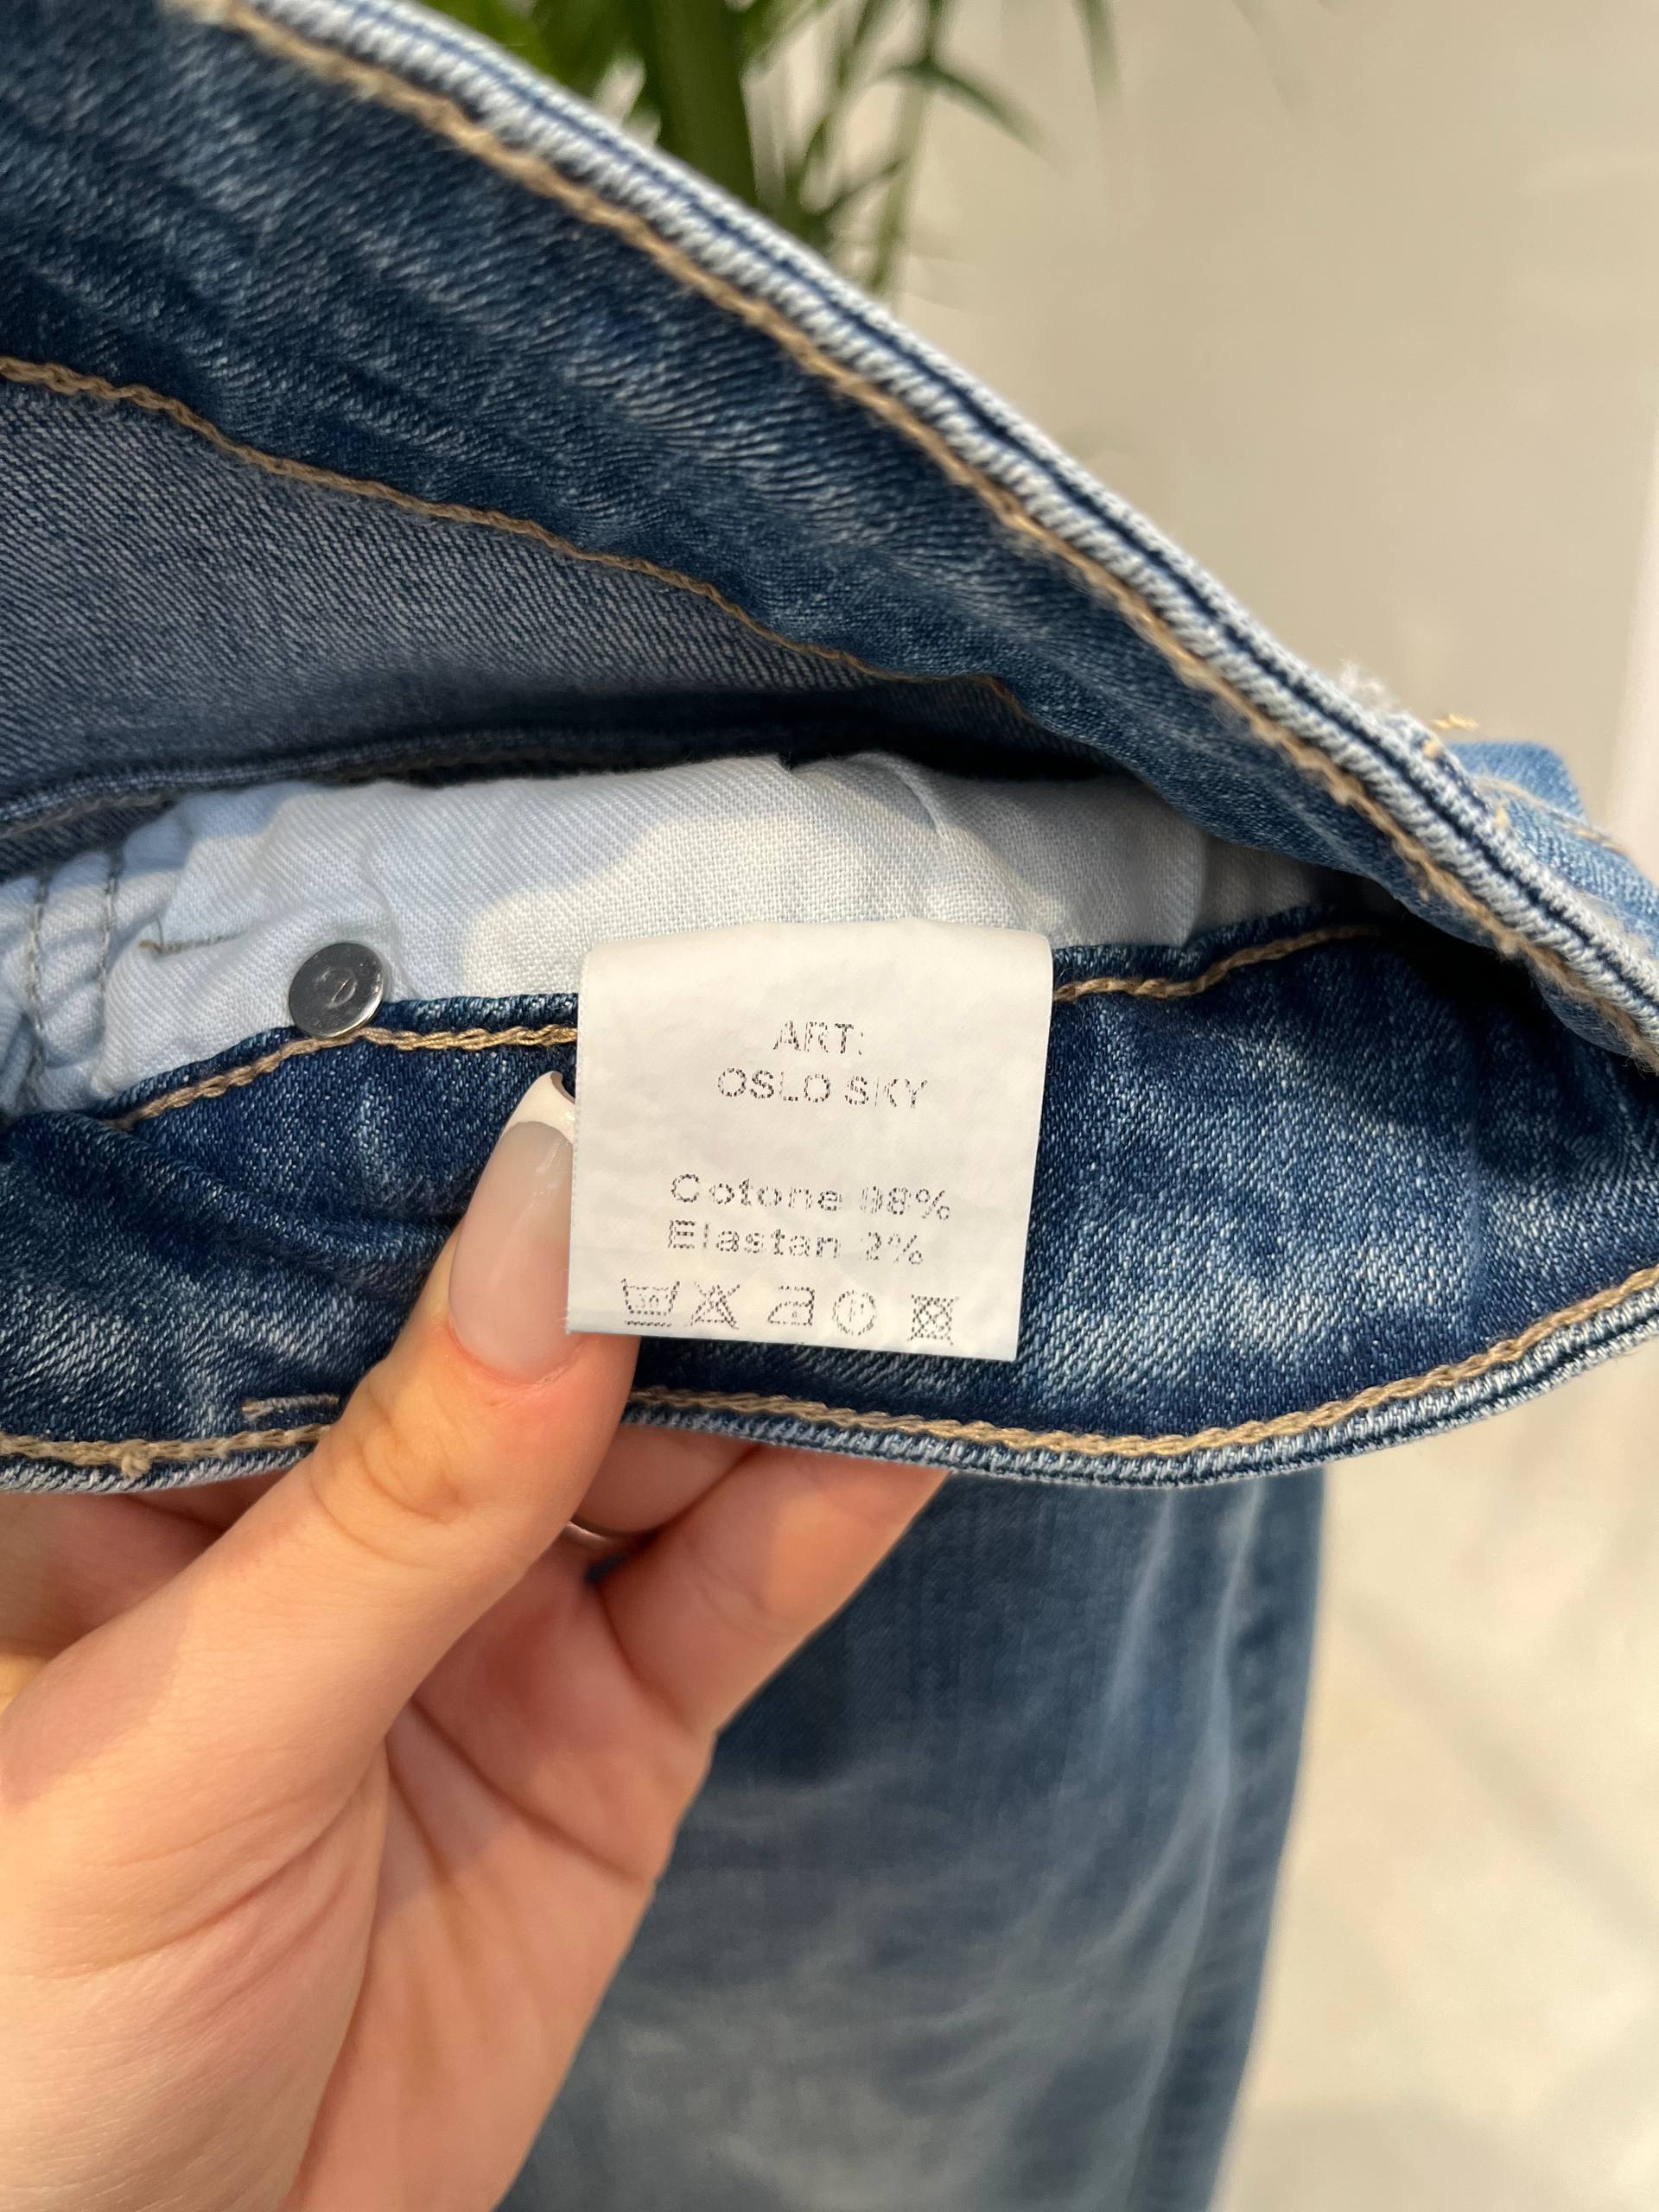 ART:
OSLO SKY
Cotone 98%
Elastan 2%